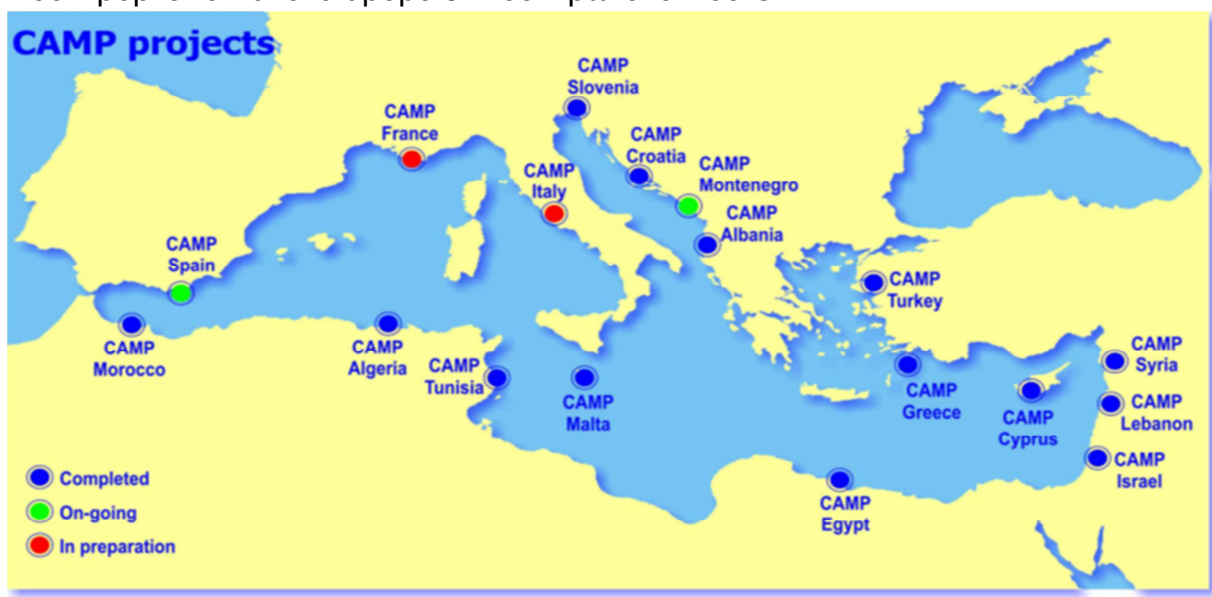 CAMP projects
CAMP
Slovenia
CAMP
France
CAMP
Croatia
CAMP
Italy
CAMP
Montenegro
CAMP
Albania
CAMP
Spain
CAMP
Turkey
CAMP
Morocco
CAMP
Algeria
CAMP
Tunisia
CAMP
Malta
CAMP
Greece
CAMP
Cyprus
CAMP
Syria
CAMP
Lebanon
CAMP
Israel
CAMP
Egypt
Completed
On-going
In preparation